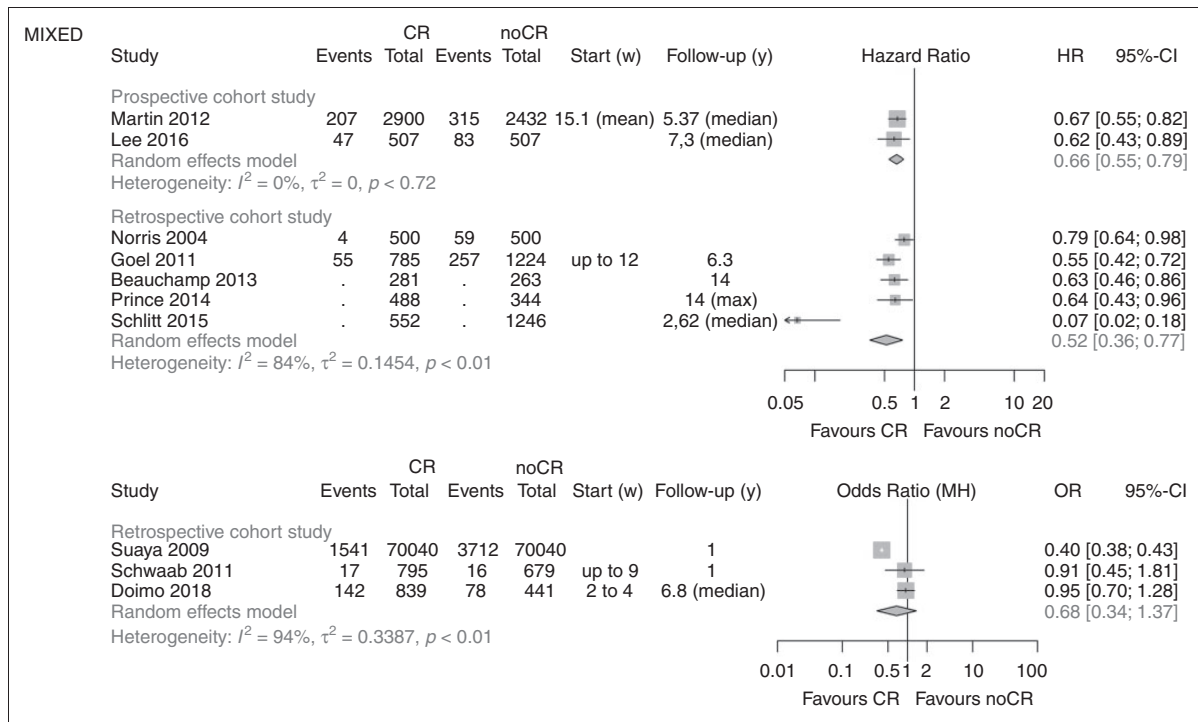 MIXED
CR noCR
Study Events Total Events Total Start (w) Follow-up (y) Hazard Ratio HR 95%-CI
Prospective cohort study
Martin 2012 207 2900 315 2432 15.1 (mean) 5.37 (median) 0.67 [0.55; 0.82]
Lee 2016 47 507 83 507 7,3 (median) 0.62 [0.43; 0.89]
Random effects model 0.66 [0.55; 0.79]
Heterogeneity: I² = 0%, τ² = 0, p < 0.72
Retrospective cohort study
Norris 2004 4 500 59 500 0.79 [0.64; 0.98]
Goel 2011 55 785 257 1224 up to 12 6.3 0.55 [0.42; 0.72]
Beauchamp 2013 . 281 . 263 14 0.63 [0.46; 0.86]
Prince 2014 . 488 . 344 14 (max) 0.64 [0.43; 0.96]
Schlitt 2015 . 552 . 1246 2,62 (median) 0.07 [0.02; 0.18]
Random effects model 0.52 [0.36; 0.77]
Heterogeneity: I² = 84%, τ² = 0.1454, p < 0.01
0.05 0.5 1 2 10 20
Favours CR Favours noCR
CR noCR
Study Events Total Events Total Start (w) Follow-up (y) Odds Ratio (MH) OR 95%-CI
Retrospective cohort study
Suaya 2009 1541 70040 3712 70040 1 0.40 [0.38; 0.43]
Schwaab 2011 17 795 16 679 up to 9 1 0.91 [0.45; 1.81]
Doimo 2018 142 839 78 441 2 to 4 6.8 (median) 0.95 [0.70; 1.28]
Random effects model 0.68 [0.34; 1.37]
Heterogeneity: I² = 94%, τ² = 0.3387, p < 0.01
0.01 0.1 0.5 1 2 10 100
Favours CR Favours noCR